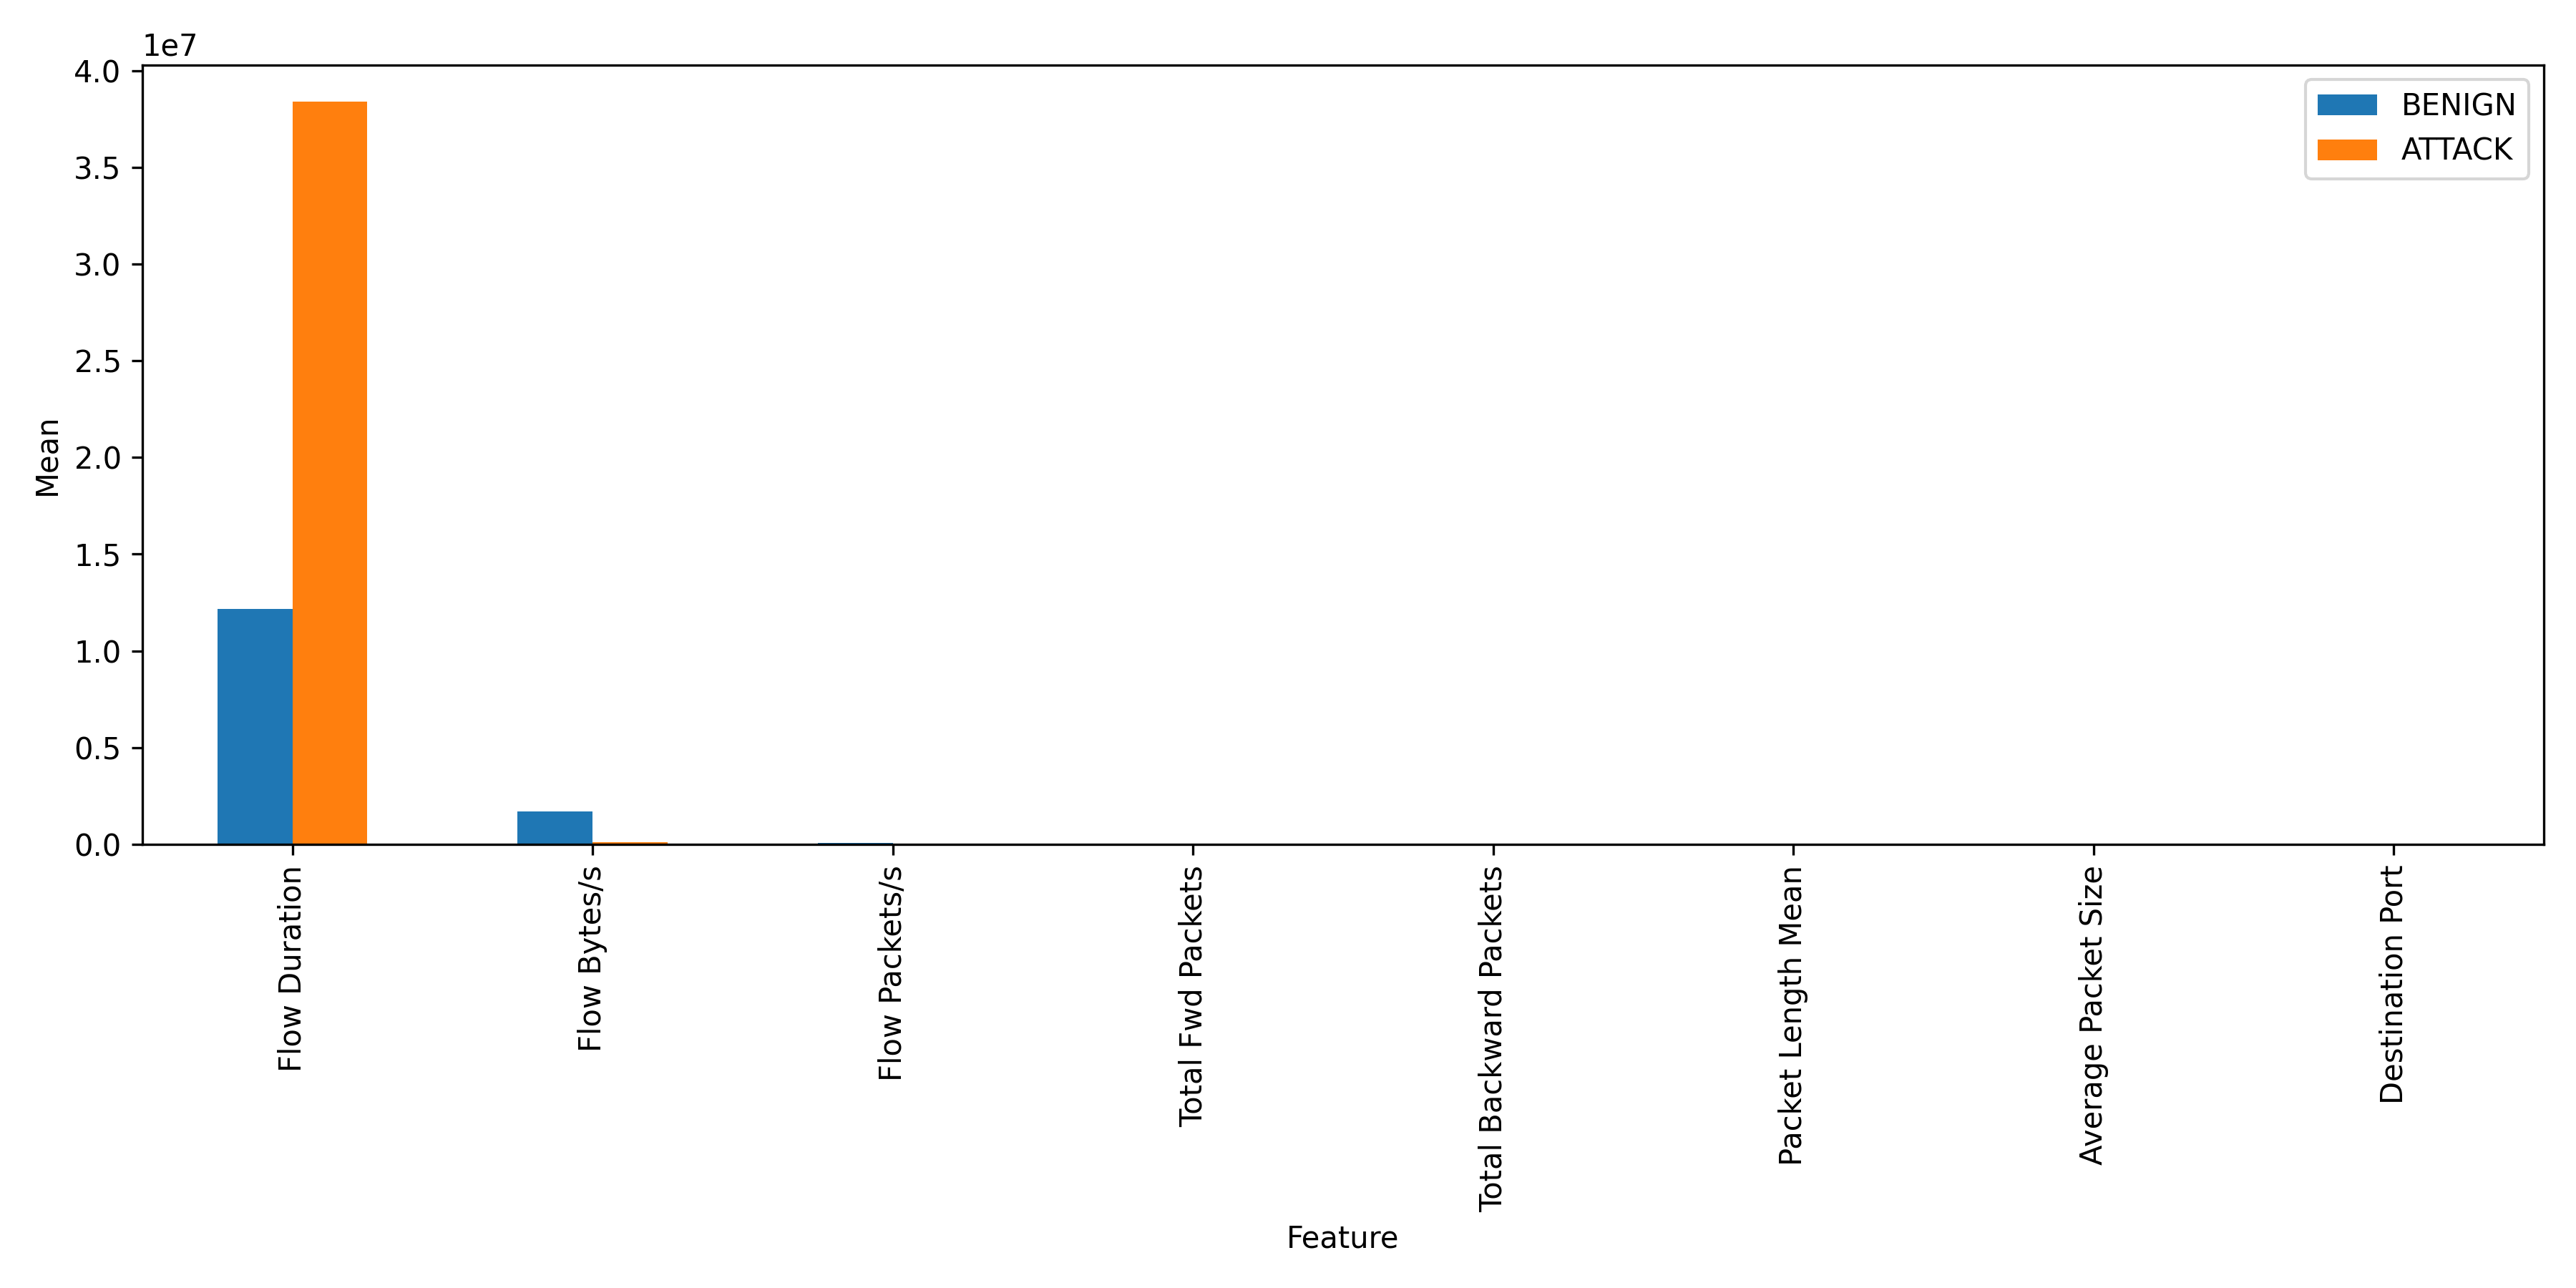 1e7
4.0
3.5
3.0
2.5
2.0
1.5
1.0
0.5
0.0
Mean
BENIGN
ATTACK
Flow Duration
Flow Bytes/s
Flow Packets/s
Total Fwd Packets
Total Backward Packets
Packet Length Mean
Average Packet Size
Destination Port
Feature